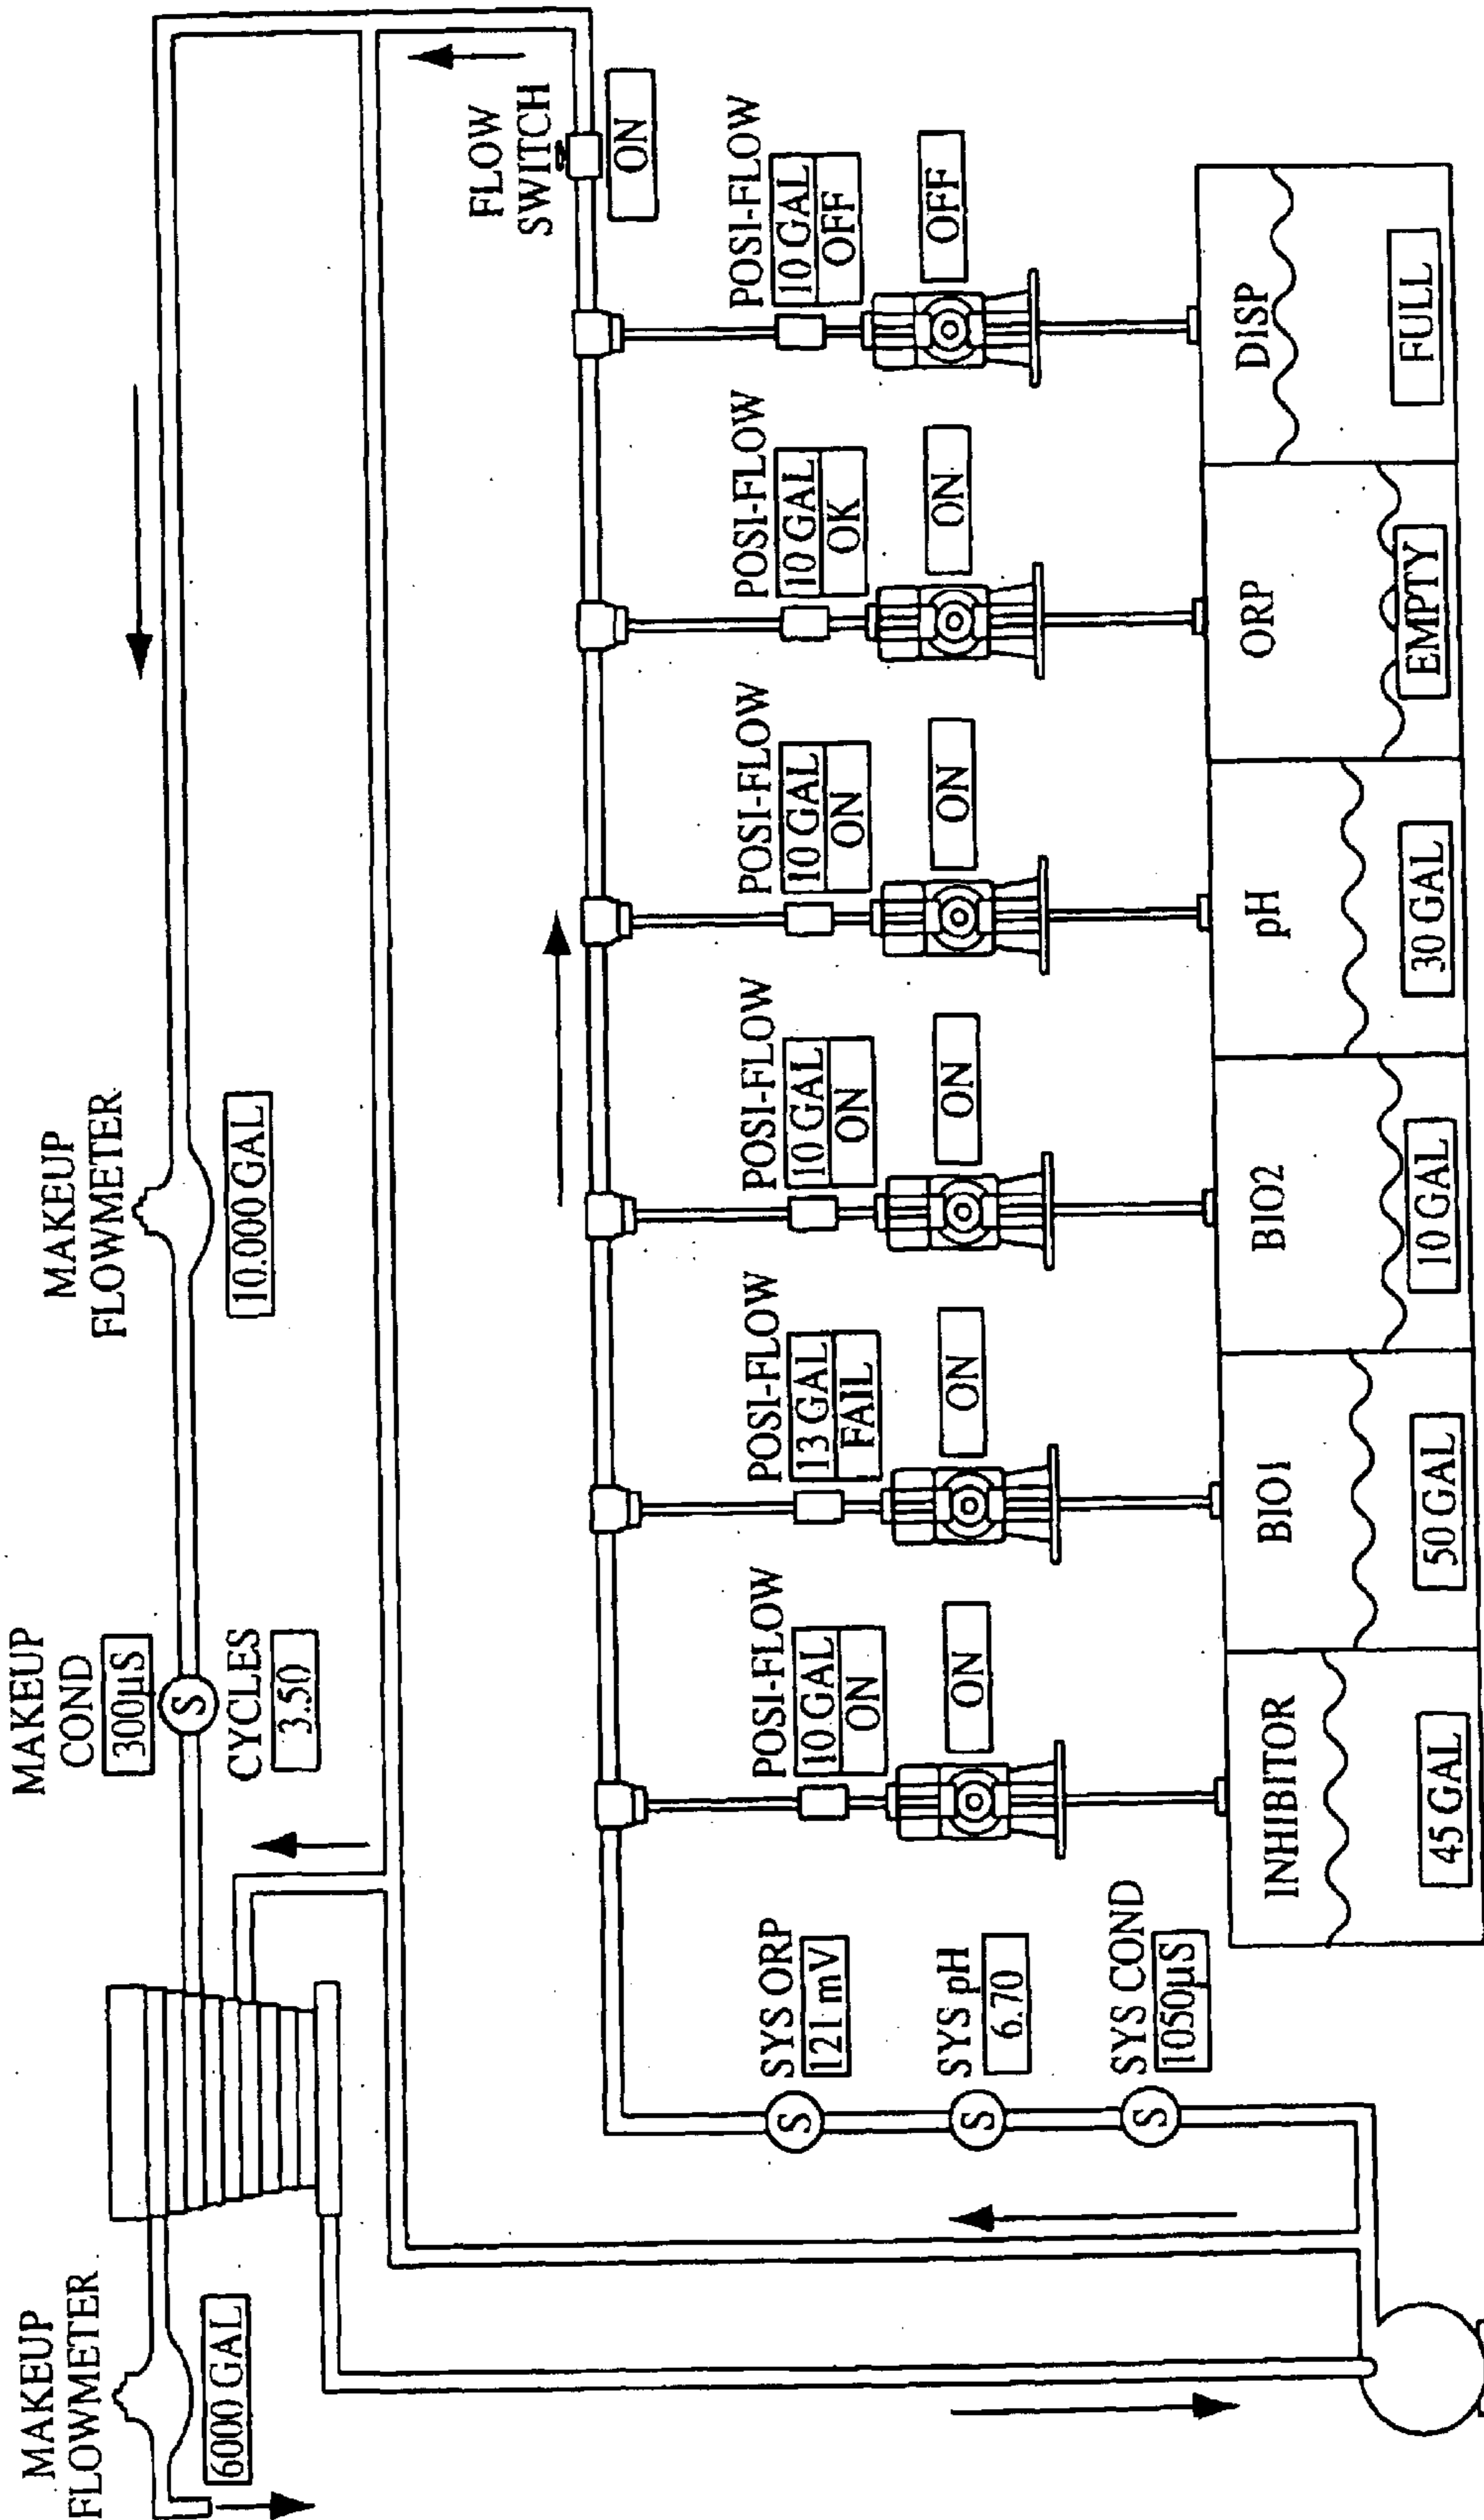 MAKEUP
FLOWMETER
6000 GAL
MAKEUP
COND
300µS
S
CYCLES
3.50
MAKEUP
FLOWMETER
10.000 GAL
FLOW
SWITCH
ON
SYS ORP
121 mV
S
SYS pH
6.70
S
SYS COND
1050µS
S
POSI-FLOW
10 GAL
ON
ON
POSI-FLOW
13 GAL
FAIL
ON
POSI-FLOW
10 GAL
ON
ON
POSI-FLOW
10 GAL
ON
ON
POSI-FLOW
10 GAL
OK
ON
POSI-FLOW
10 GAL
OFF
OFF
INHIBITOR
45 GAL
BIO1
50 GAL
BIO2
10 GAL
pH
30 GAL
ORP
EMPTY
DISP
FULL